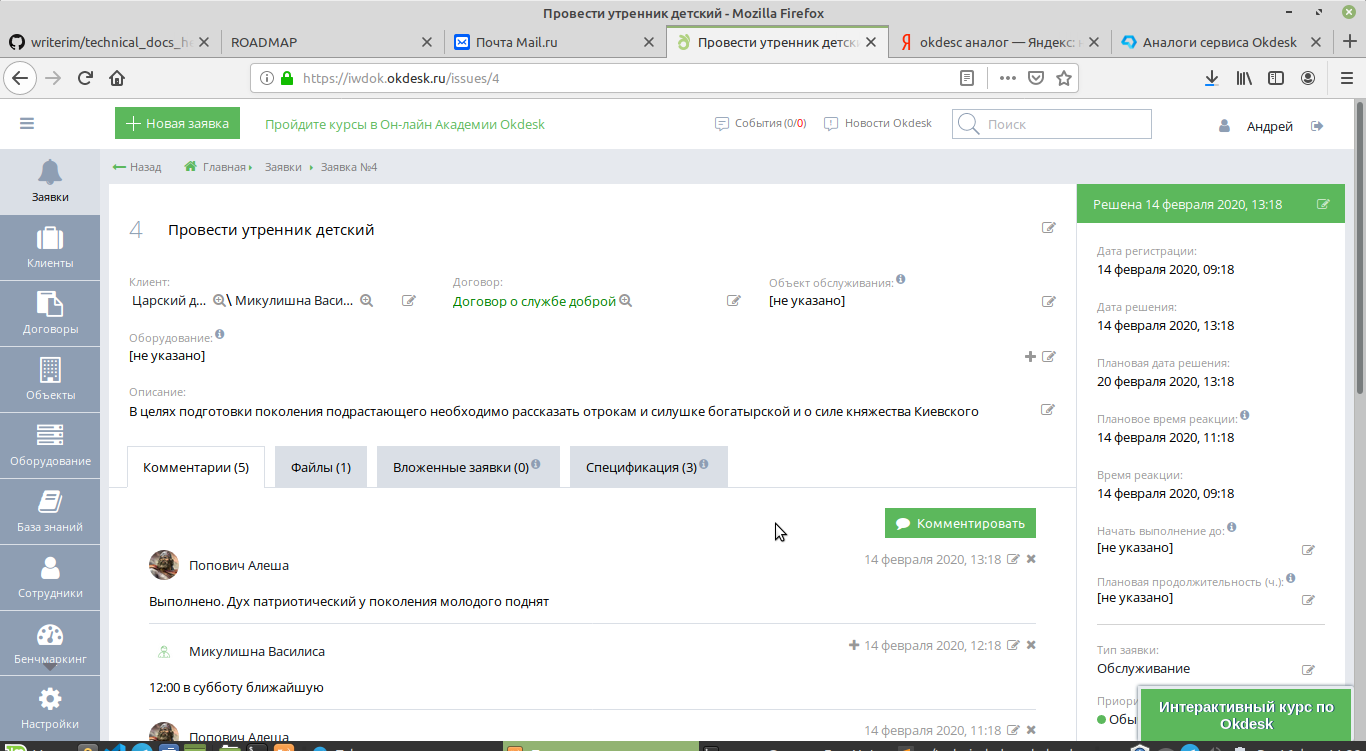 Провести утренник детский - Mozilla Firefox
writerim/technical_docs_he
ROADMAP
Почта Mail.ru
Провести утренник детски
okdesc аналог — Яндекс:
Аналоги сервиса Okdesk
https://iwdok.okdesk.ru/issues/4
Новая заявка
Пройдите курсы в Он-лайн Академии Okdesk
События (0/0)
Новости Okdesk
Поиск
Андрей
Назад
Главная
Заявки
Заявка №4
Заявки
Клиенты
Договоры
Объекты
Оборудование
База знаний
Сотрудники
Бенчмаркинг
Настройки
4 Провести утренник детский
Клиент:
Царский д... \ Микулишна Васи...
Договор:
Договор о службе доброй
Объект обслуживания:
[не указано]
Оборудование:
[не указано]
Описание:
В целях подготовки поколения подрастающего необходимо рассказать отрокам и силушке богатырской и о силе княжества Киевского
Комментарии (5)
Файлы (1)
Вложенные заявки (0)
Спецификация (3)
Комментировать
Попович Алеша
14 февраля 2020, 13:18
Выполнено. Дух патриотический у поколения молодого поднят
Микулишна Василиса
14 февраля 2020, 12:18
12:00 в субботу ближайшую
Попович Алеша
14 февраля 2020, 11:18
Решена 14 февраля 2020, 13:18
Дата регистрации:
14 февраля 2020, 09:18
Дата решения:
14 февраля 2020, 13:18
Плановая дата решения:
20 февраля 2020, 13:18
Плановое время реакции:
14 февраля 2020, 11:18
Время реакции:
14 февраля 2020, 09:18
Начать выполнение до:
[не указано]
Плановая продолжительность (ч.):
[не указано]
Тип заявки:
Обслуживание
Приори
Обы
Интерактивный курс по
Okdesk